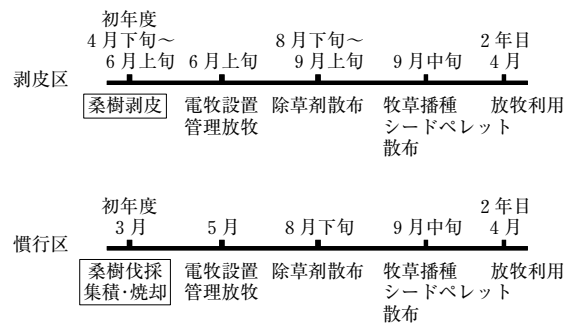 初年度
4月下旬～ 8月下旬～ 2年目
6月上旬 6月上旬 9月上旬 9月中旬 4月
剥皮区
桑樹剥皮 電牧設置 除草剤散布 牧草播種 放牧利用
管理放牧 シードペレット
散布
初年度 2年目
3月 5月 8月下旬 9月中旬 4月
慣行区
桑樹伐採 電牧設置 除草剤散布 牧草播種 放牧利用
集積・焼却 管理放牧 シードペレット
散布